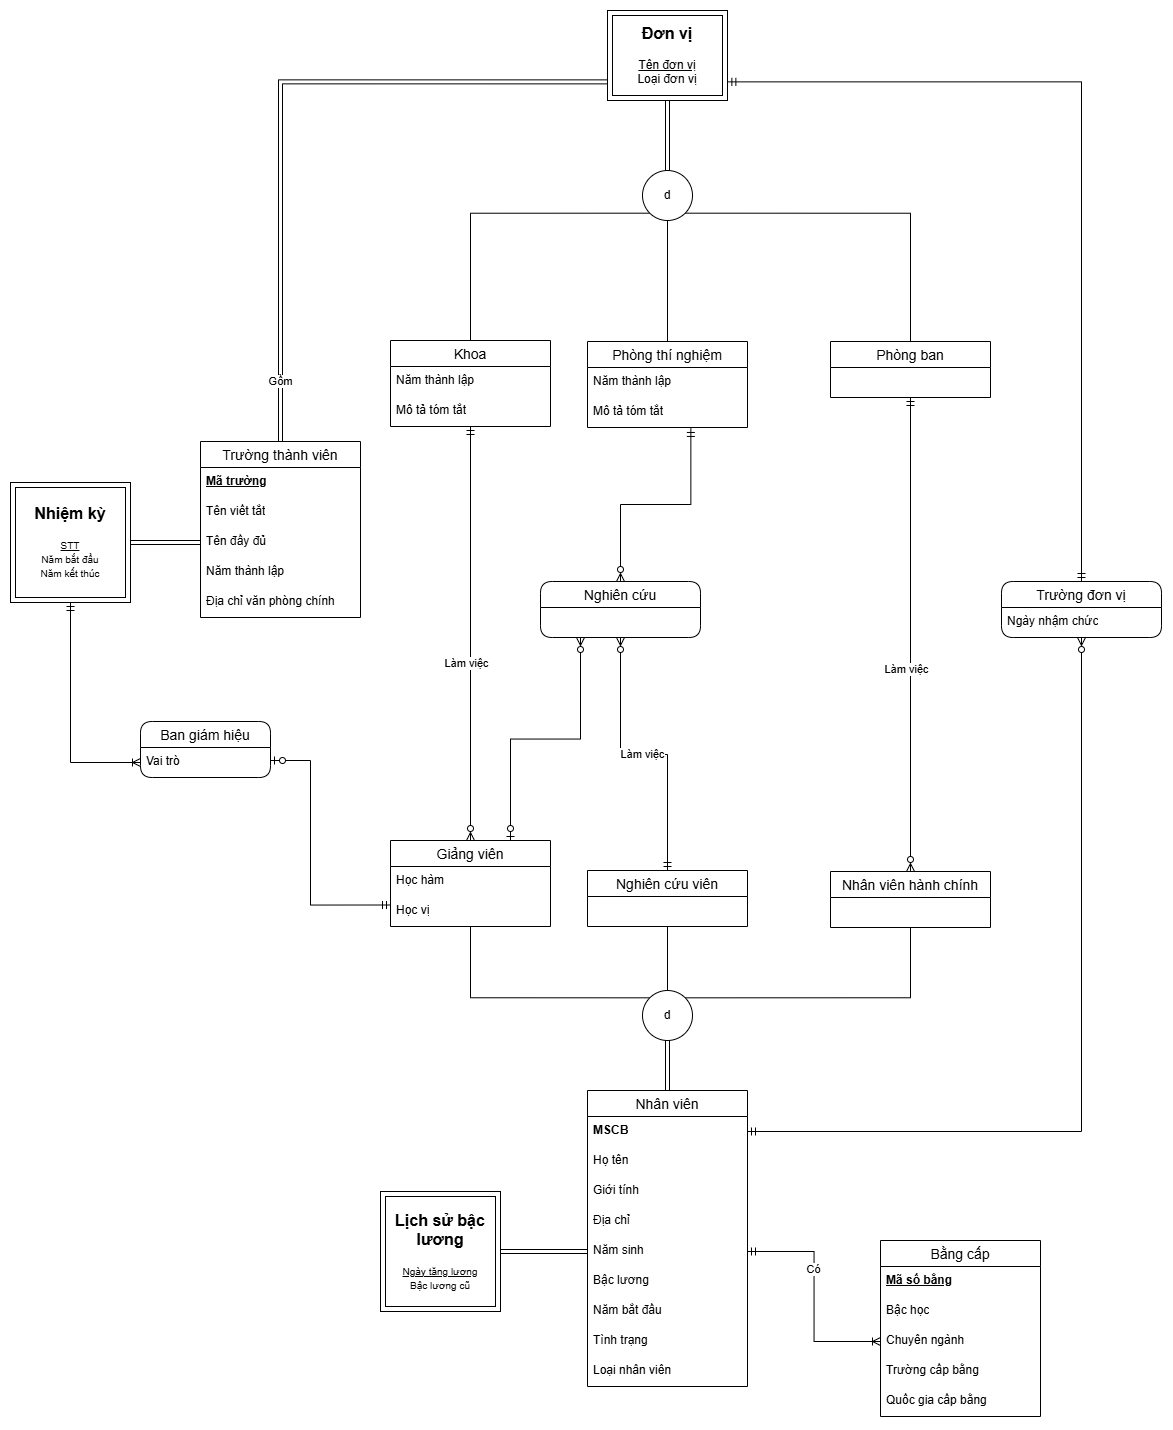 Đơn vị
Tên đơn vị
Loại đơn vị
d
Khoa
Năm thành lập
Mô tả tóm tắt
Phòng thí nghiệm
Năm thành lập
Mô tả tóm tắt
Phòng ban
Gồm
Trường thành viên
Mã trường
Tên viết tắt
Tên đầy đủ
Năm thành lập
Địa chỉ văn phòng chính
Nhiệm kỳ
STT
Năm bắt đầu
Năm kết thúc
Nghiên cứu
Trưởng đơn vị
Ngày nhậm chức
Làm việc
Làm việc
Ban giám hiệu
Vai trò
Làm việc
Giảng viên
Học hàm
Học vị
Nghiên cứu viên
Nhân viên hành chính
d
Nhân viên
MSCB
Họ tên
Giới tính
Địa chỉ
Năm sinh
Bậc lương
Năm bắt đầu
Tình trạng
Loại nhân viên
Lịch sử bậc
lương
Ngày tăng lương
Bậc lương cũ
Có
Bằng cấp
Mã số bằng
Bậc học
Chuyên ngành
Trường cấp bằng
Quốc gia cấp bằng